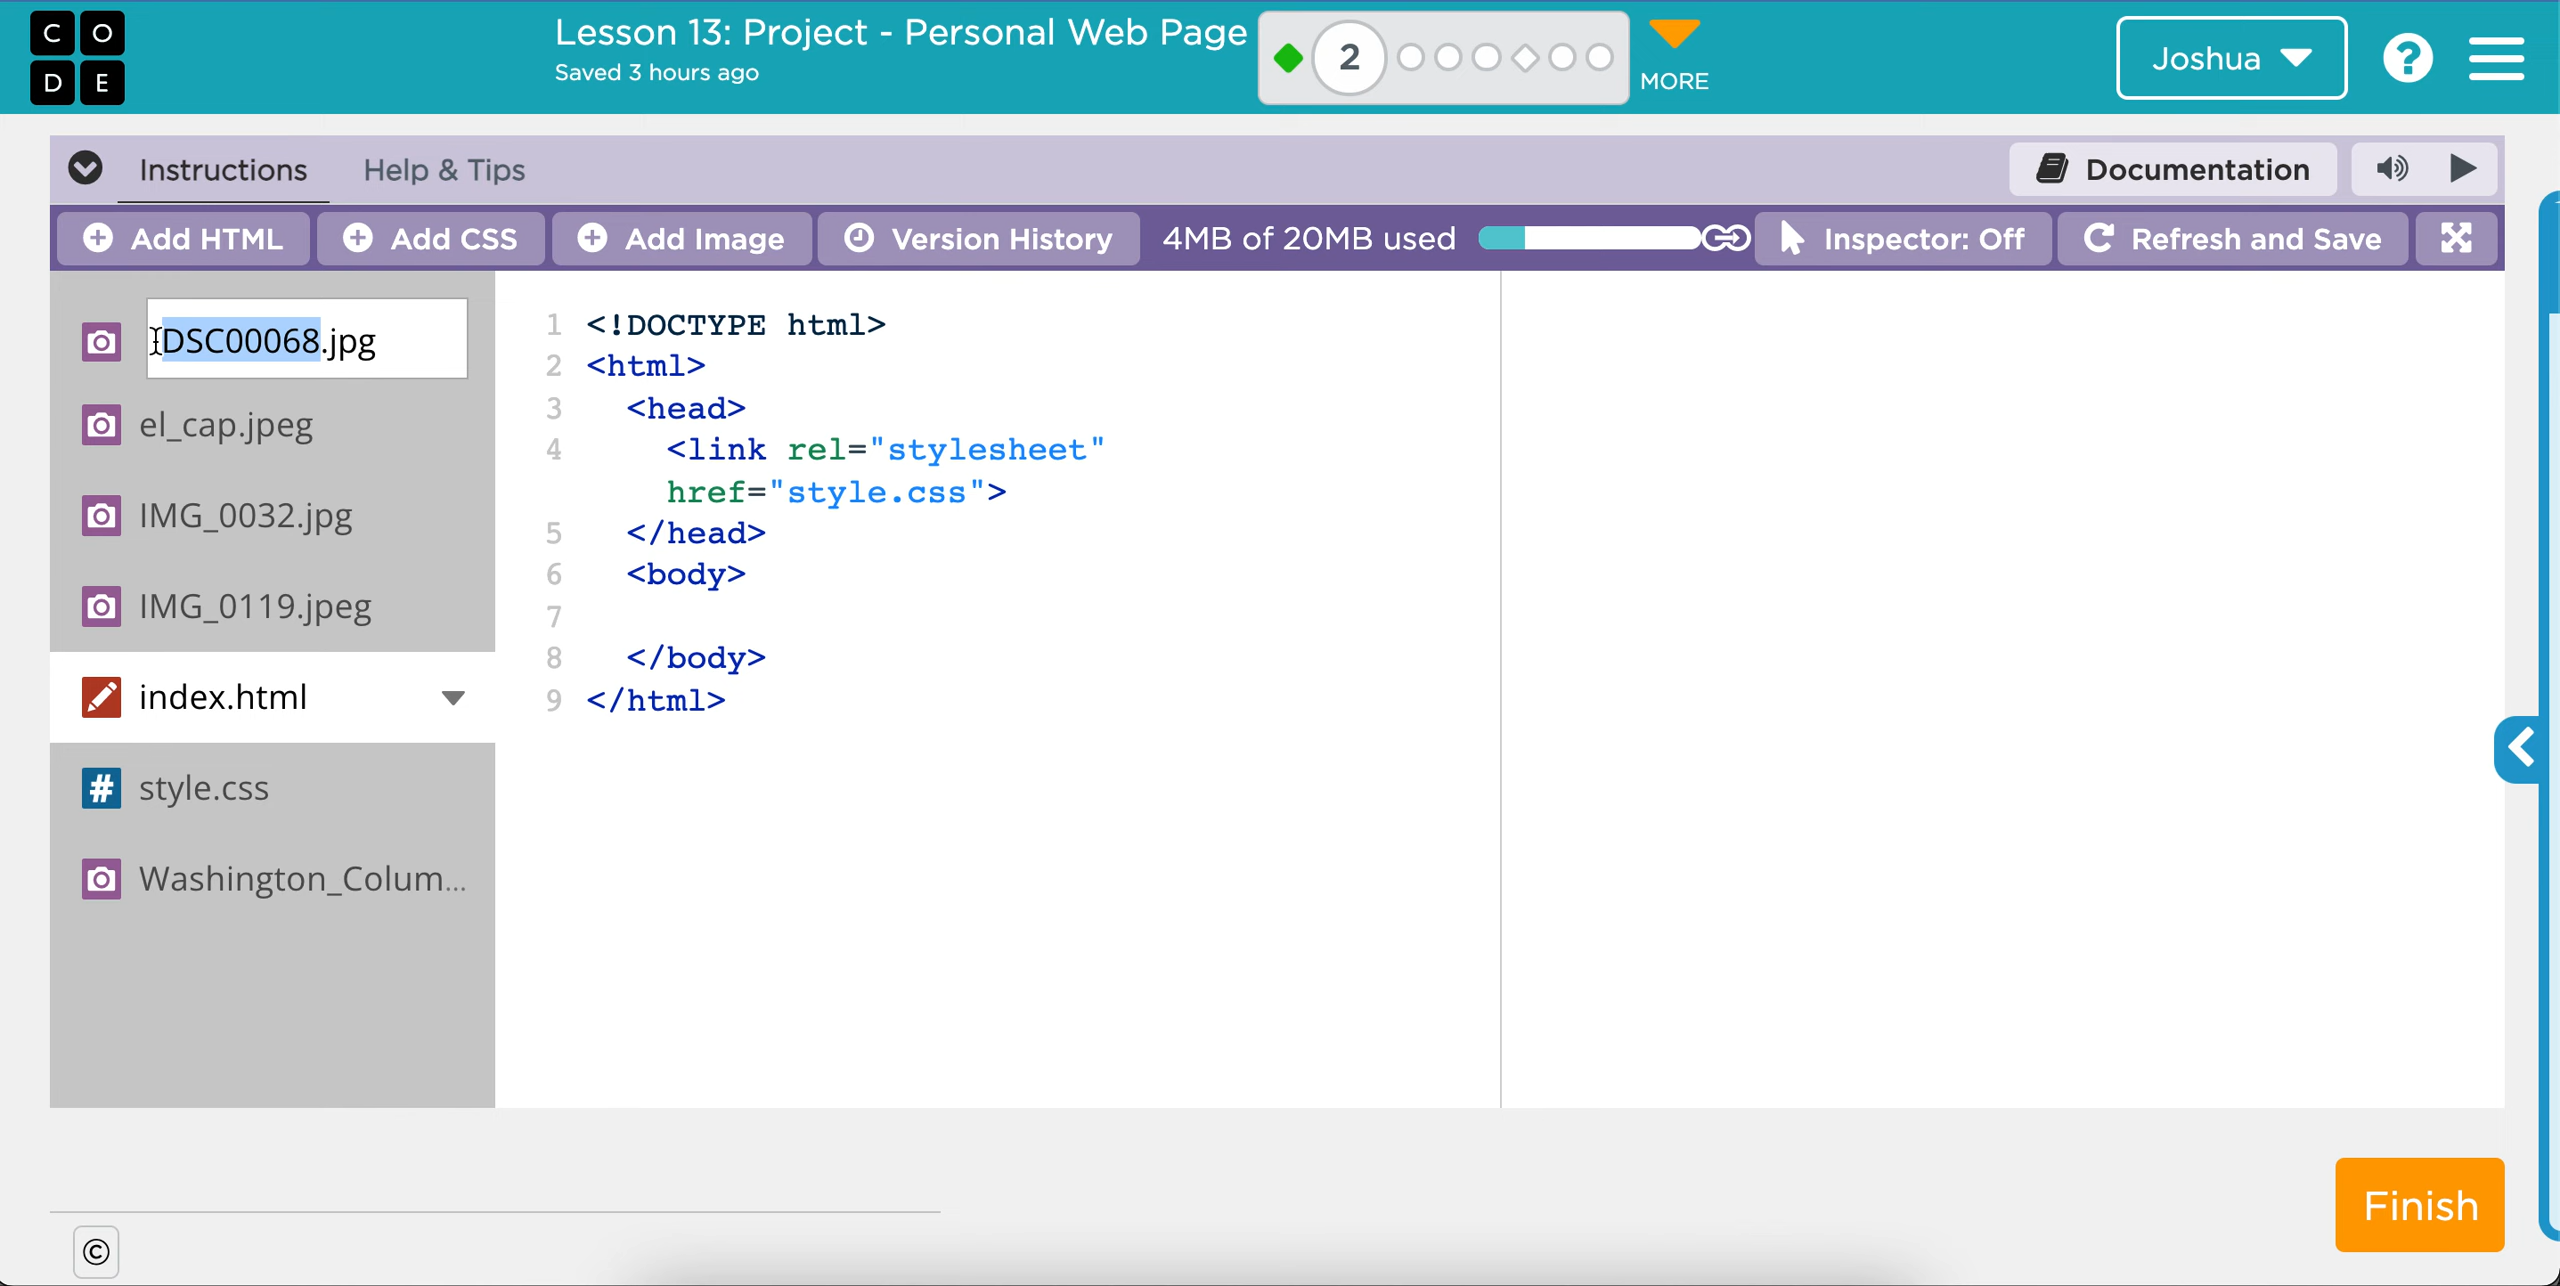 CODE
Lesson 13: Project - Personal Web Page
Saved 3 hours ago
2
MORE
Joshua
?
Instructions
Help & Tips
Documentation
Add HTML
Add CSS
Add Image
Version History
4MB of 20MB used
Inspector: Off
Refresh and Save
DSC00068.jpg
el_cap.jpeg
IMG_0032.jpg
IMG_0119.jpeg
index.html
# style.css
Washington_Colum...
1 <!DOCTYPE html>
2 <html>
3 <head>
4 <link rel="stylesheet"
href="style.css">
5 </head>
6 <body>
7
8 </body>
9 </html>
Finish
©